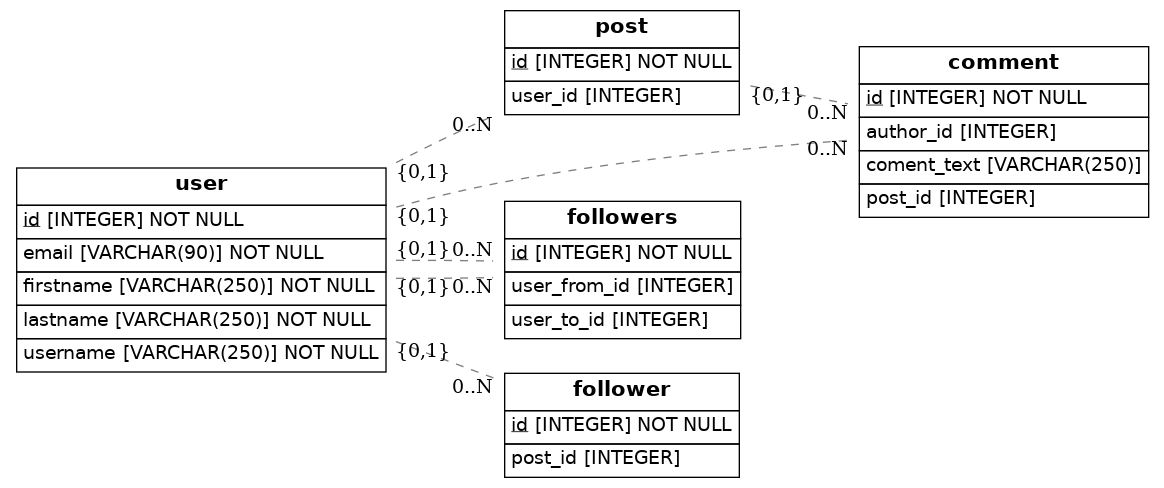 post
id [INTEGER] NOT NULL
user_id [INTEGER]
comment
id [INTEGER] NOT NULL
author_id [INTEGER]
coment_text [VARCHAR(250)]
post_id [INTEGER]
{0,1}
0..N
0..N
{0,1}
0..N
{0,1}
user
id [INTEGER] NOT NULL
email [VARCHAR(90)] NOT NULL
firstname [VARCHAR(250)] NOT NULL
lastname [VARCHAR(250)] NOT NULL
username [VARCHAR(250)] NOT NULL
{0,1} 0..N
{0,1} 0..N
followers
id [INTEGER] NOT NULL
user_from_id [INTEGER]
user_to_id [INTEGER]
{0,1}
0..N
follower
id [INTEGER] NOT NULL
post_id [INTEGER]